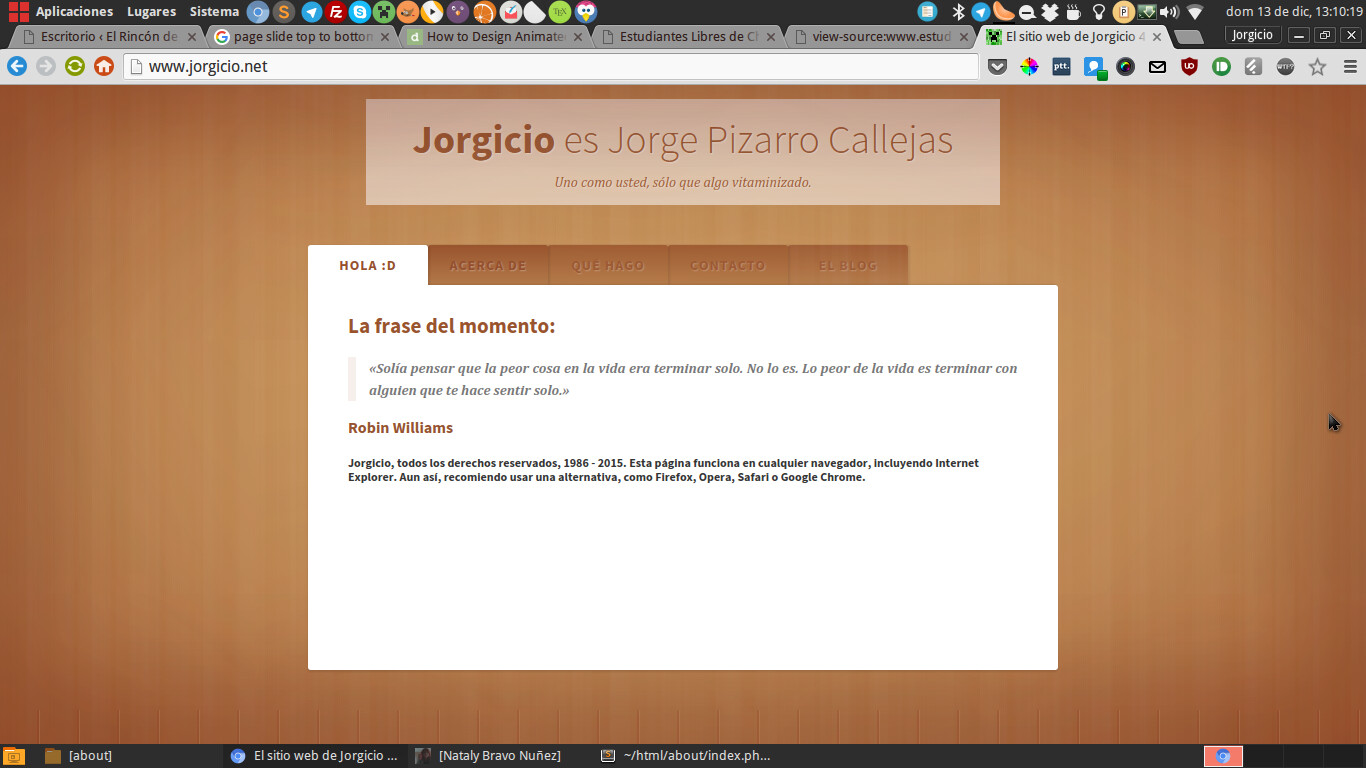 Aplicaciones Lugares Sistema dom 13 de dic, 13:10:19
Escritorio ‹ El Rincón de page slide top to bottom How to Design Animate Estudiantes Libres de Ch view-source:www.estud El sitio web de Jorgicio 4 Jorgicio
www.jorgicio.net ptt. WTF?
Jorgicio es Jorge Pizarro Callejas
Uno como usted, sólo que algo vitaminizado.
HOLA :D ACERCA DE QUÉ HAGO CONTACTO EL BLOG
La frase del momento:
«Solía pensar que la peor cosa en la vida era terminar solo. No lo es. Lo peor de la vida es terminar con
alguien que te hace sentir solo.»
Robin Williams
Jorgicio, todos los derechos reservados, 1986 - 2015. Esta página funciona en cualquier navegador, incluyendo Internet
Explorer. Aun así, recomiendo usar una alternativa, como Firefox, Opera, Safari o Google Chrome.
[about] El sitio web de Jorgicio ... [Nataly Bravo Nuñez] ~/html/about/index.ph...